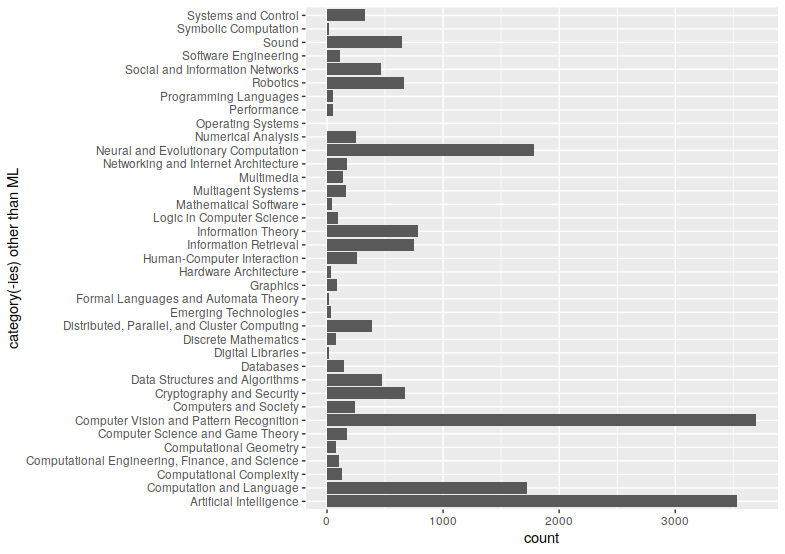 Systems and Control
Symbolic Computation
Sound
Software Engineering
Social and Information Networks
Robotics
Programming Languages
Performance
Operating Systems
Numerical Analysis
Neural and Evolutionary Computation
Networking and Internet Architecture
Multimedia
Multiagent Systems
Mathematical Software
Logic in Computer Science
Information Theory
Information Retrieval
Human-Computer Interaction
Hardware Architecture
Graphics
Formal Languages and Automata Theory
Emerging Technologies
Distributed, Parallel, and Cluster Computing
Discrete Mathematics
Digital Libraries
Databases
Data Structures and Algorithms
Cryptography and Security
Computers and Society
Computer Vision and Pattern Recognition
Computer Science and Game Theory
Computational Geometry
Computational Engineering, Finance, and Science
Computational Complexity
Computation and Language
Artificial Intelligence
category(-ies) other than ML
0 1000 2000 3000
count